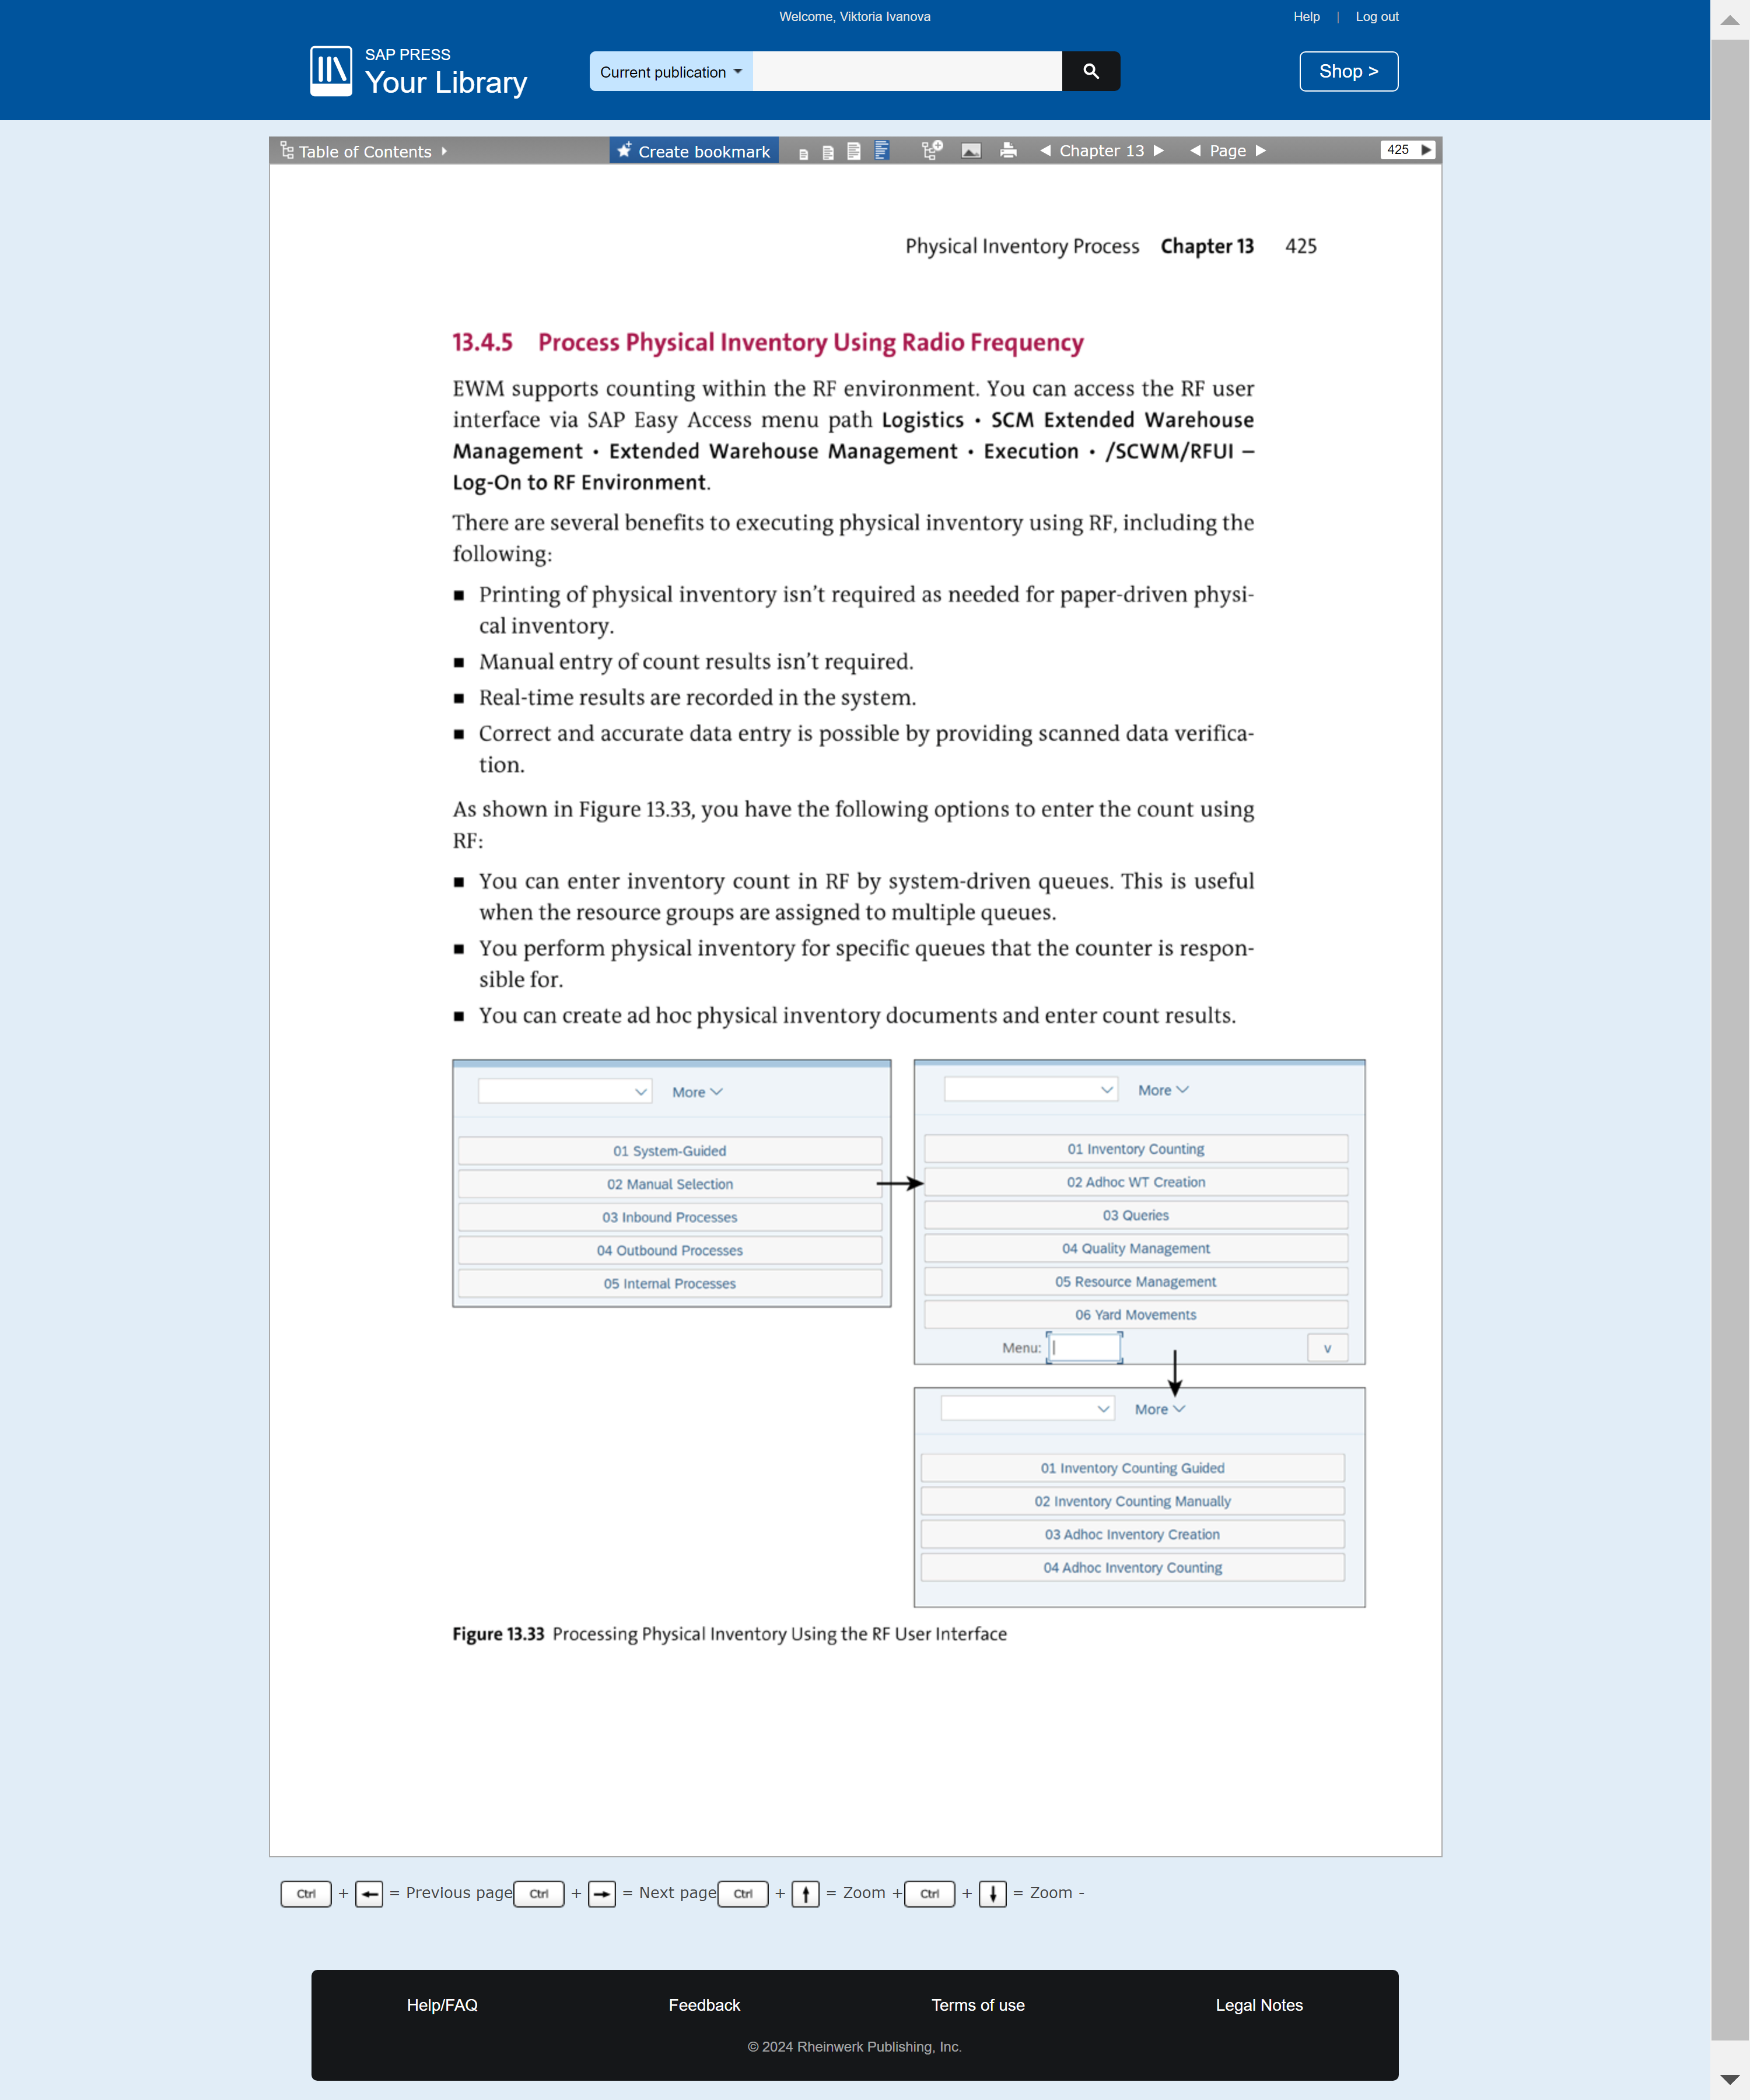 Welcome, Viktoria Ivanova
Help | Log out
SAP PRESS
Your Library
Current publication
Shop >
Table of Contents
Create bookmark
Chapter 13
Page
425
Physical Inventory Process Chapter 13 425
13.4.5 Process Physical Inventory Using Radio Frequency
EWM supports counting within the RF environment. You can access the RF user
interface via SAP Easy Access menu path Logistics • SCM Extended Warehouse
Management • Extended Warehouse Management • Execution • /SCWM/RFUI –
Log-On to RF Environment.
There are several benefits to executing physical inventory using RF, including the
following:
■ Printing of physical inventory isn’t required as needed for paper-driven physi-
cal inventory.
■ Manual entry of count results isn’t required.
■ Real-time results are recorded in the system.
■ Correct and accurate data entry is possible by providing scanned data verifica-
tion.
As shown in Figure 13.33, you have the following options to enter the count using
RF:
■ You can enter inventory count in RF by system-driven queues. This is useful
when the resource groups are assigned to multiple queues.
■ You perform physical inventory for specific queues that the counter is respon-
sible for.
■ You can create ad hoc physical inventory documents and enter count results.
More
01 System-Guided
02 Manual Selection
03 Inbound Processes
04 Outbound Processes
05 Internal Processes
More
01 Inventory Counting
02 Adhoc WT Creation
03 Queries
04 Quality Management
05 Resource Management
06 Yard Movements
Menu:
v
More
01 Inventory Counting Guided
02 Inventory Counting Manually
03 Adhoc Inventory Creation
04 Adhoc Inventory Counting
Figure 13.33 Processing Physical Inventory Using the RF User Interface
Ctrl + ← = Previous page Ctrl + → = Next page Ctrl + ↑ = Zoom + Ctrl + ↓ = Zoom -
Help/FAQ
Feedback
Terms of use
Legal Notes
© 2024 Rheinwerk Publishing, Inc.